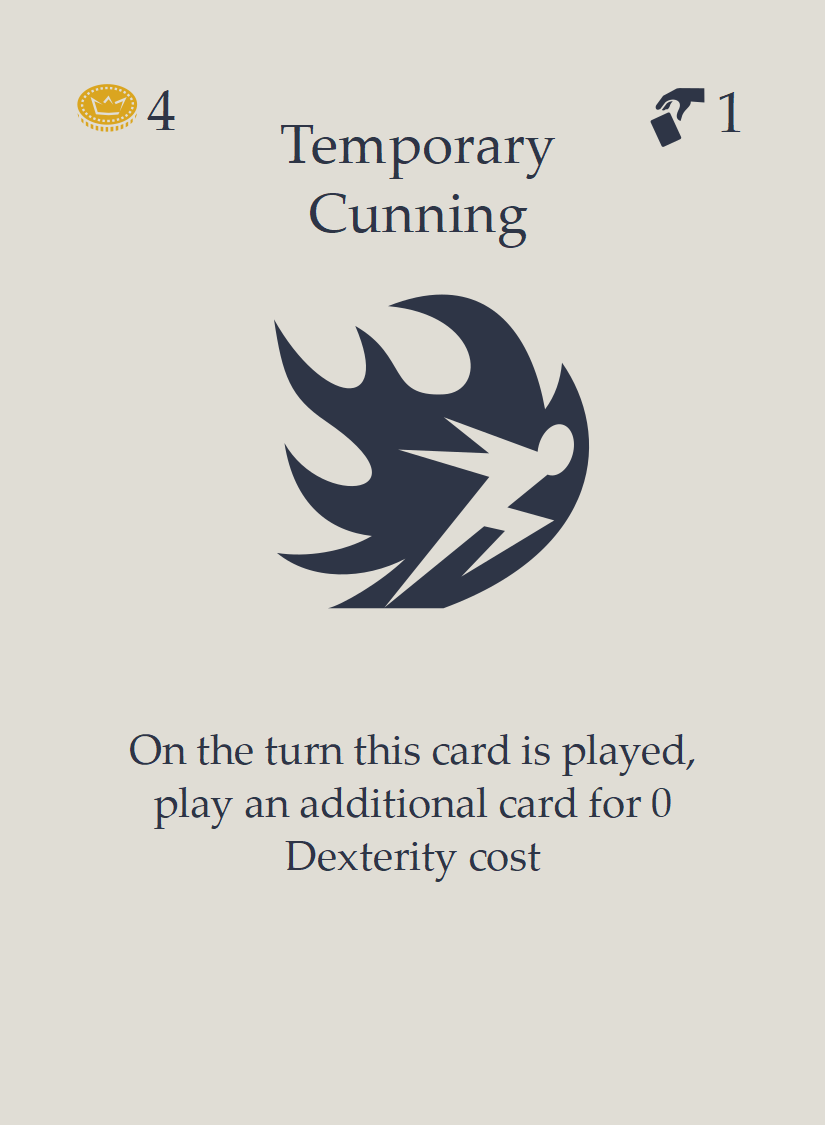 4
1
Temporary
Cunning
On the turn this card is played,
play an additional card for 0
Dexterity cost